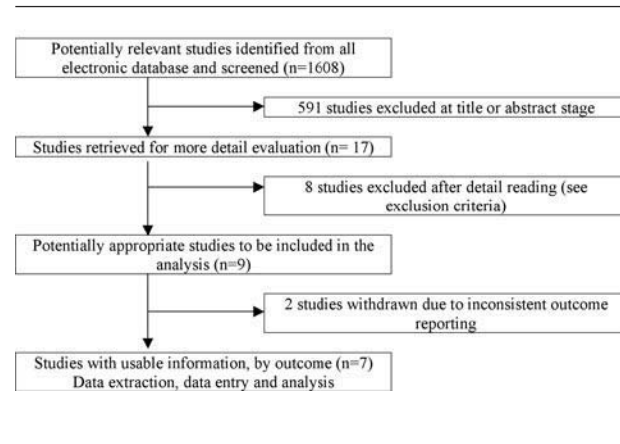 Potentially relevant studies identified from all
electronic database and screened (n=1608)
591 studies excluded at title or abstract stage
Studies retrieved for more detail evaluation (n= 17)
8 studies excluded after detail reading (see
exclusion criteria)
Potentially appropriate studies to be included in the
analysis (n=9)
2 studies withdrawn due to inconsistent outcome
reporting
Studies with usable information, by outcome (n=7)
Data extraction, data entry and analysis